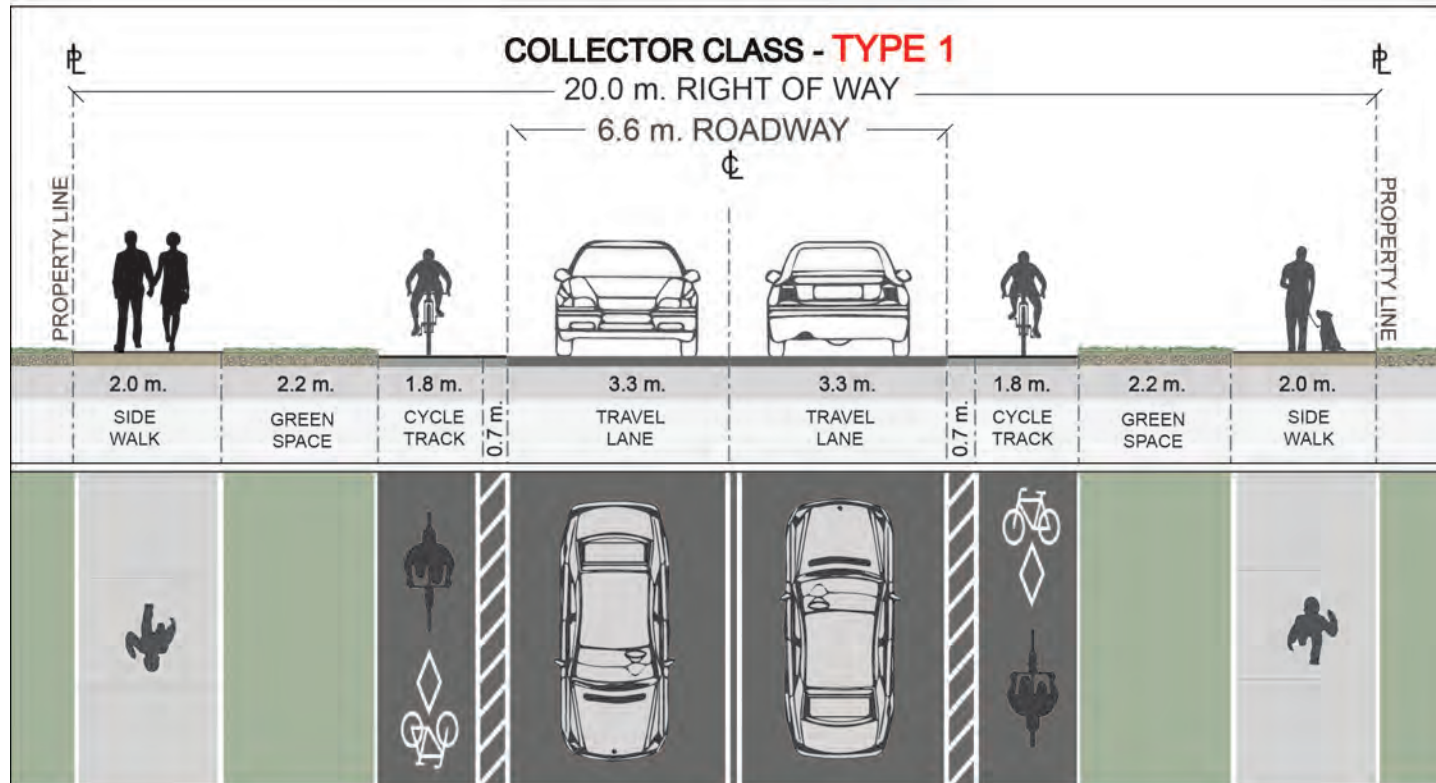 COLLECTOR CLASS - TYPE 1
20.0 m. RIGHT OF WAY
6.6 m. ROADWAY
PROPERTY LINE
PROPERTY LINE
2.0 m.
SIDE
WALK
2.2 m.
GREEN
SPACE
1.8 m.
CYCLE
TRACK
0.7 m.
3.3 m.
TRAVEL
LANE
3.3 m.
TRAVEL
LANE
0.7 m.
1.8 m.
CYCLE
TRACK
2.2 m.
GREEN
SPACE
2.0 m.
SIDE
WALK